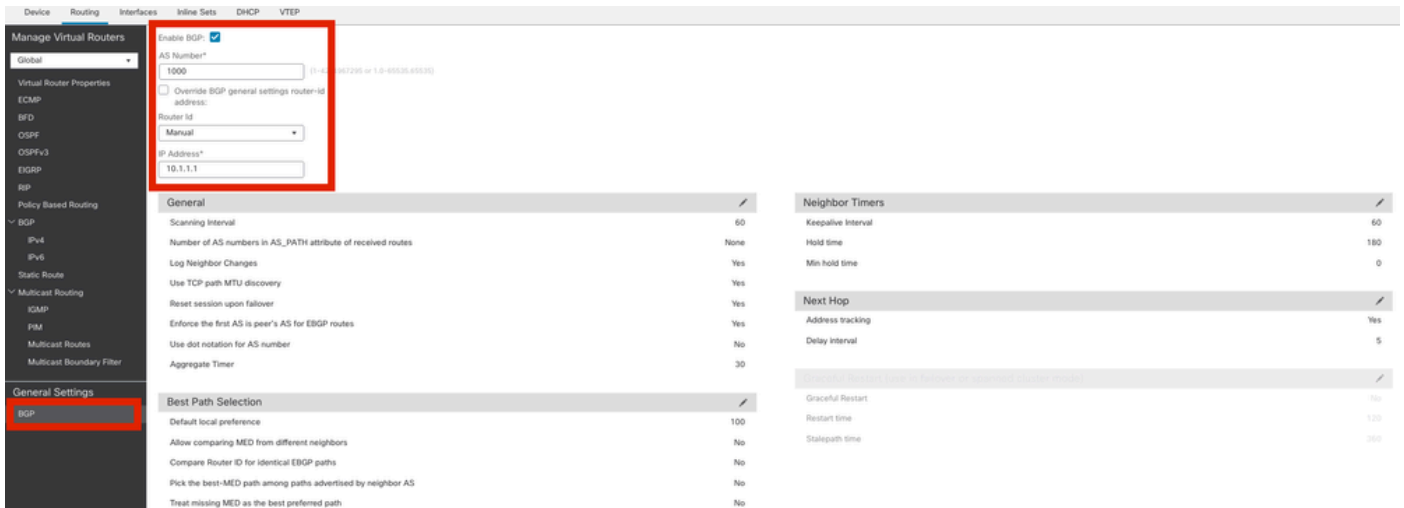 Device Routing Interfaces Inline Sets DHCP VTEP
Manage Virtual Routers
Global
Virtual Router Properties
ECMP
BFD
OSPF
OSPFv3
EIGRP
RIP
Policy Based Routing
BGP
IPv4
IPv6
Static Route
Multicast Routing
IGMP
PIM
Multicast Routes
Multicast Boundary Filter
General Settings
BGP
Enable BGP:
AS Number*
1000
Override BGP general settings router-id
address:
Router Id
Manual
IP Address*
10.1.1.1
General
Scanning Interval 60
Number of AS numbers in AS_PATH attribute of received routes None
Log Neighbor Changes Yes
Use TCP path MTU discovery Yes
Reset session upon failover Yes
Enforce the first AS is peer's AS for EBGP routes Yes
Use dot notation for AS number No
Aggregate Timer 30
Best Path Selection
Default local preference 100
Allow comparing MED from different neighbors No
Compare Router ID for identical EBGP paths No
Pick the best-MED path among paths advertised by neighbor AS No
Treat missing MED as the best preferred path No
Neighbor Timers
Keepalive Interval 60
Hold time 180
Min hold time 0
Next Hop
Address tracking Yes
Delay interval 5
Graceful Restart No
Restart time 120
Stalepath time 360